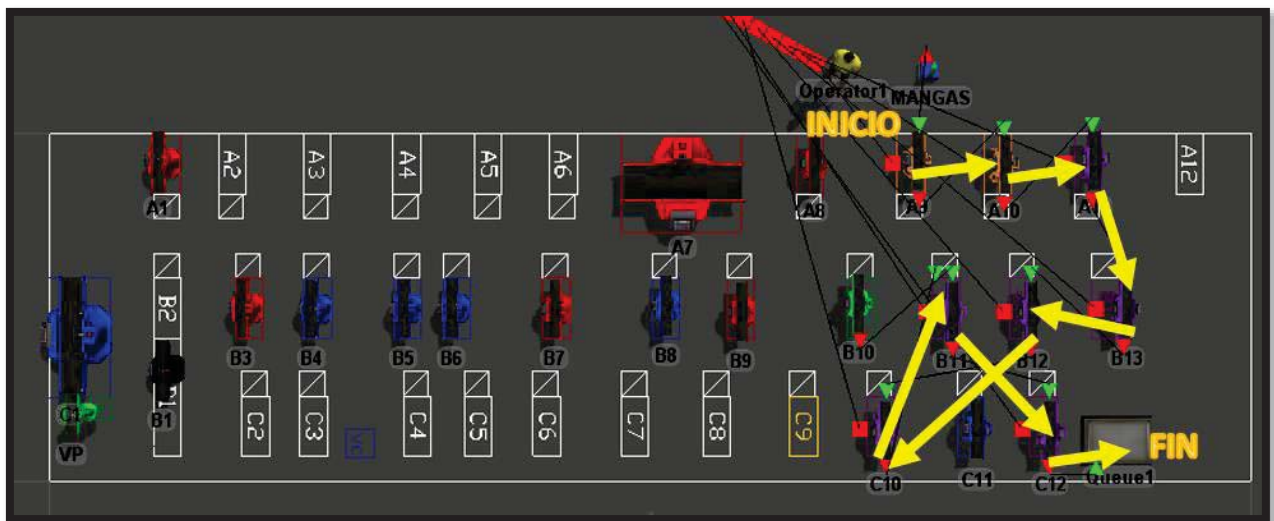 Operator1
MANGAS
INICIO
A1
A2
A3
A4
A5
A6
A7
A8
A9
A10
A12
B2
B1
B3
B4
B5
B6
B7
B8
B9
B10
B11
B12
B13
C2
C3
VC
C4
C5
C6
C7
C8
C9
C10
C11
C12
VP
FIN
Queue1